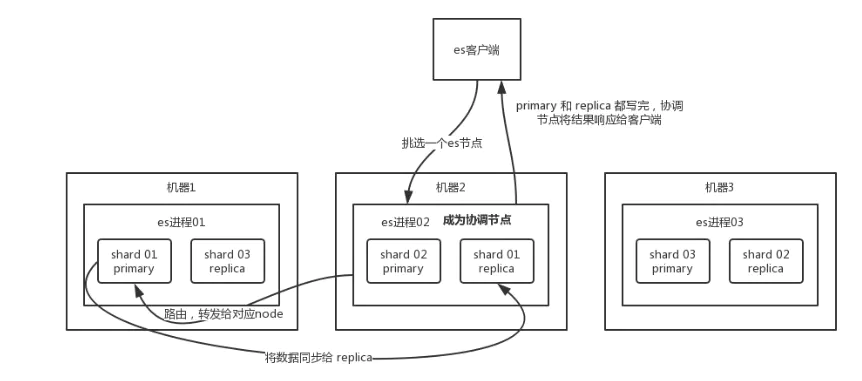 es客户端
primary 和 replica 都写完，协调
节点将结果响应给客户端
挑选一个es节点
机器1
机器2
机器3
es进程01
es进程02
成为协调节点
es进程03
shard 01
primary
shard 03
replica
shard 02
primary
shard 01
replica
shard 03
primary
shard 02
replica
路由，转发给对应node
将数据同步给 replica